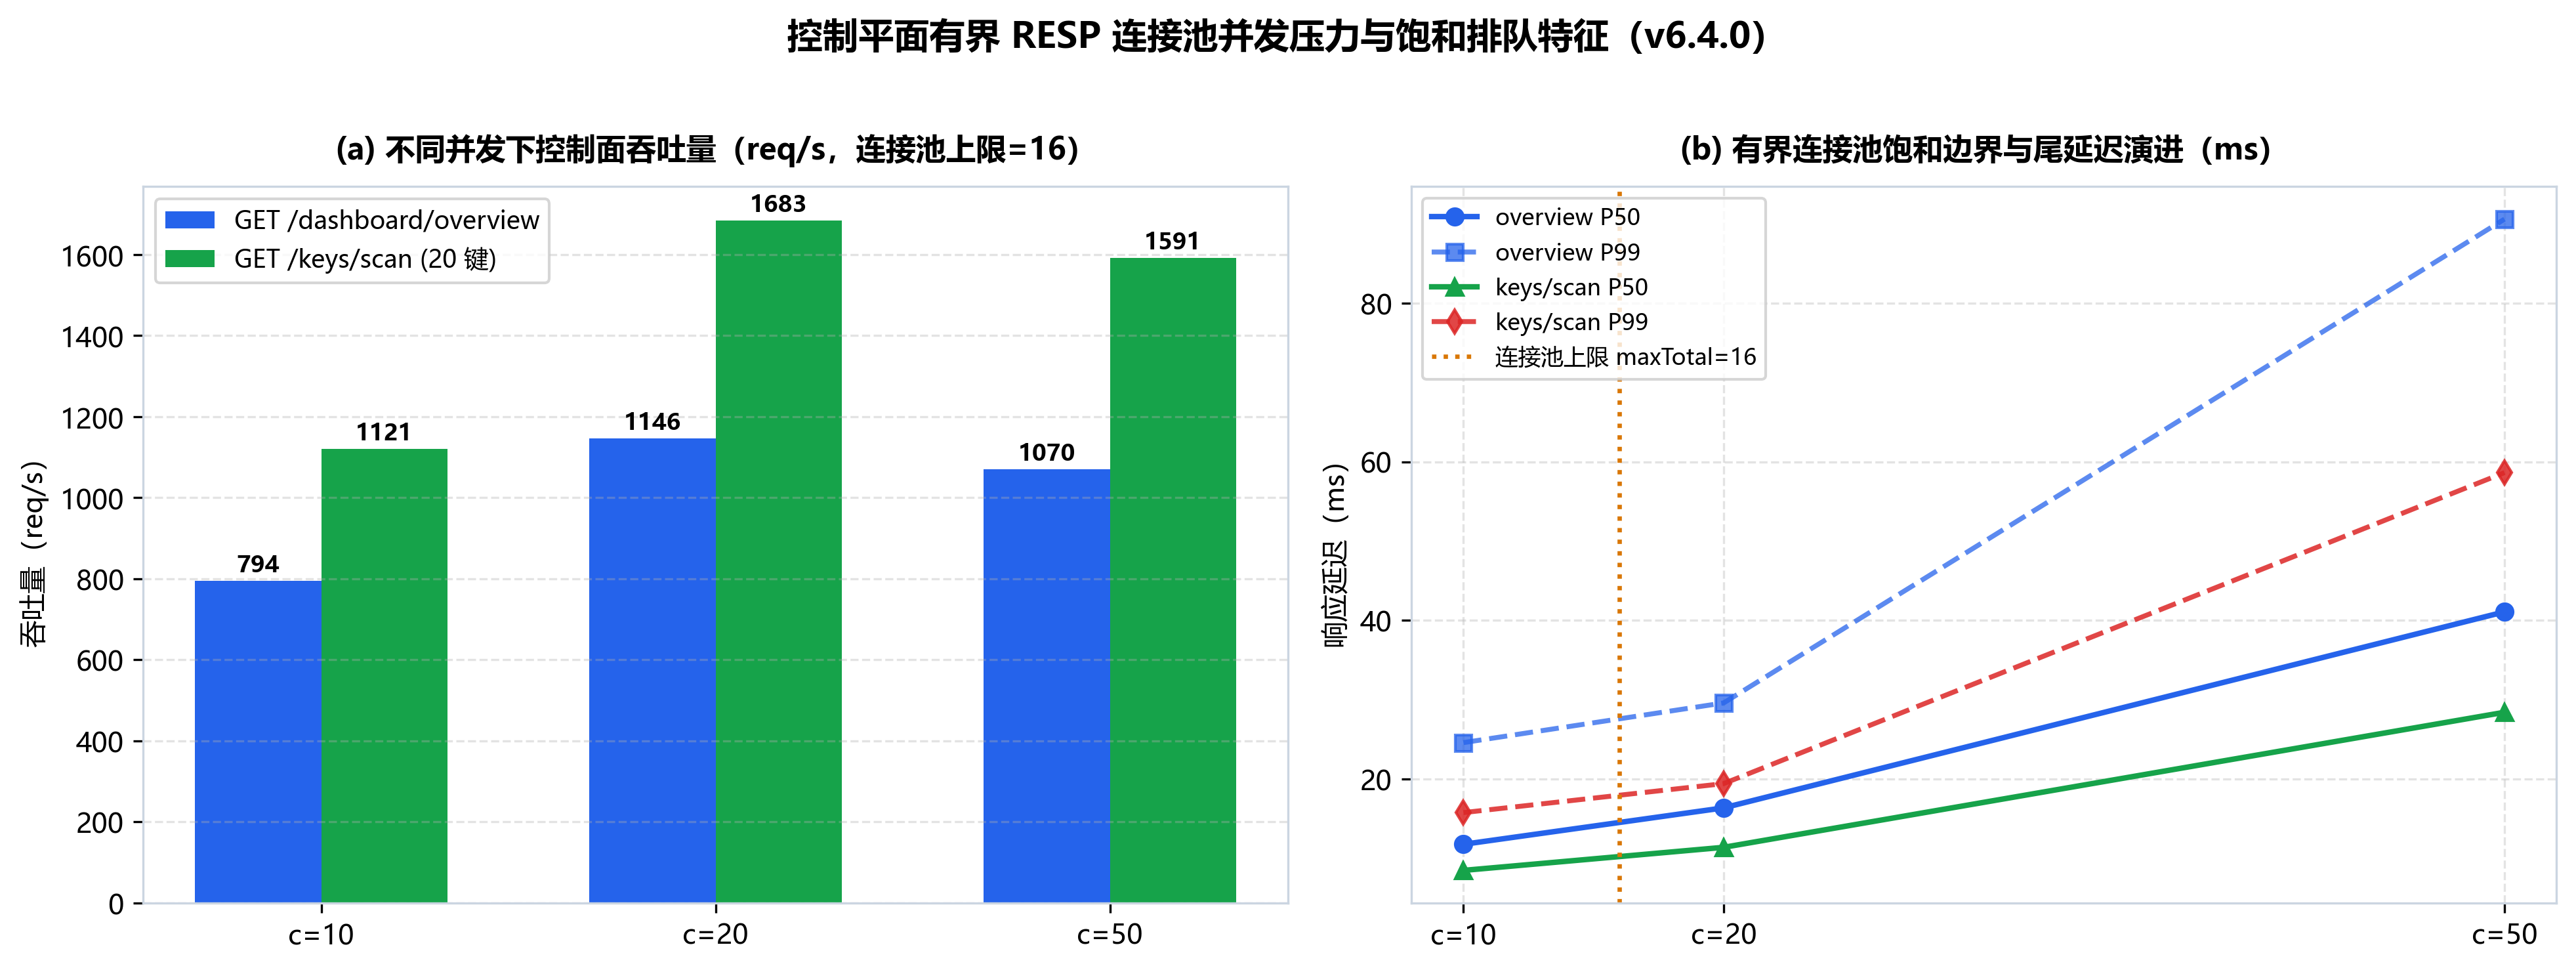 控制平面有界 RESP 连接池并发压力与饱和排队特征（v6.4.0）
(a) 不同并发下控制面吞吐量（req/s，连接池上限=16）
GET /dashboard/overview
GET /keys/scan (20 键)
吞吐量（req/s）
1600
1400
1200
1000
800
600
400
200
0
794
1121
1146
1683
1070
1591
c=10
c=20
c=50
(b) 有界连接池饱和边界与尾延迟演进（ms）
overview P50
overview P99
keys/scan P50
keys/scan P99
连接池上限 maxTotal=16
响应延迟（ms）
80
60
40
20
c=10
c=20
c=50